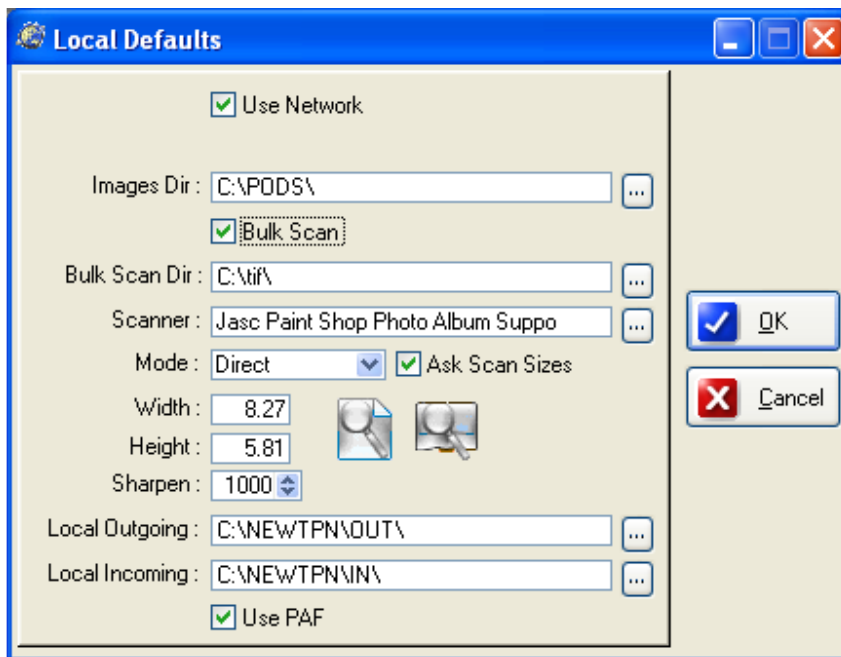 Local Defaults
Use Network
Images Dir : C:\PODS\ ...
Bulk Scan
Bulk Scan Dir : C:\tif\ ...
Scanner : Jasc Paint Shop Photo Album Suppo ...
OK
Mode : Direct Ask Scan Sizes
Cancel
Width : 8.27
Height : 5.81
Sharpen : 1000
Local Outgoing : C:\NEWTPN\OUT\ ...
Local Incoming : C:\NEWTPN\IN\ ...
Use PAF